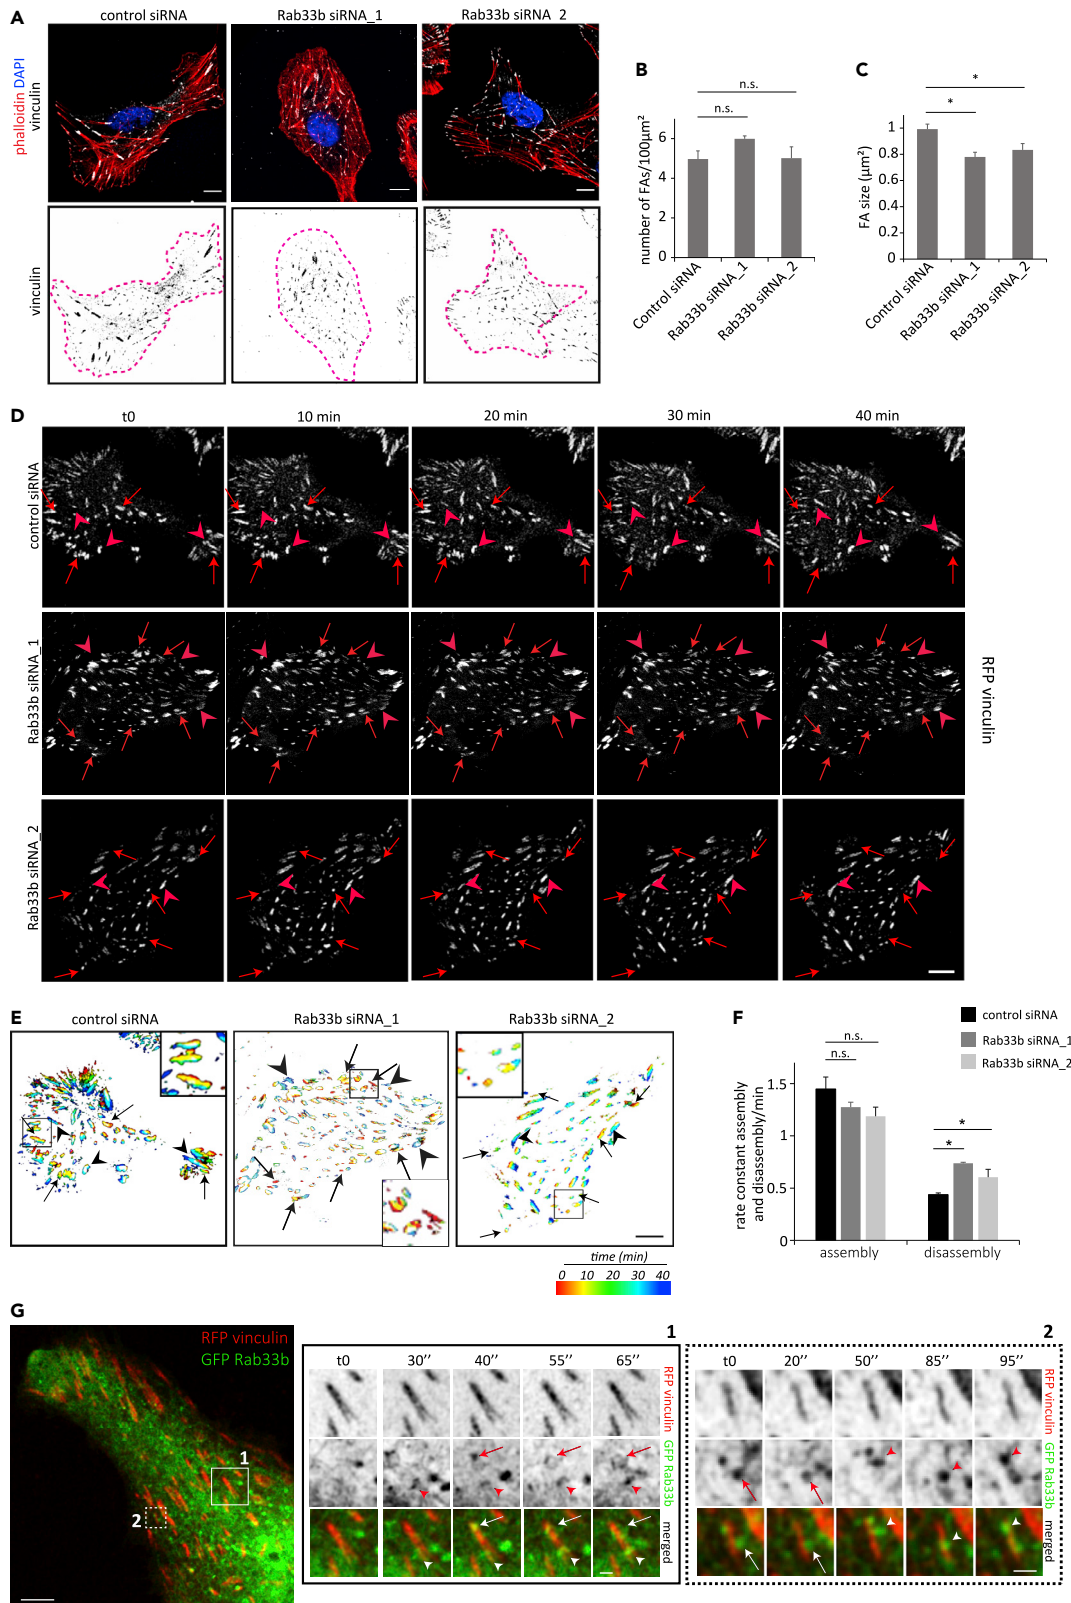 A
control siRNA
Rab33b siRNA_1
Rab33b siRNA_2
phalloidin DAPI
vinculin
vinculin
B
n.s.
n.s.
number of FAs/100µm²
6
4
2
0
Control siRNA
Rab33b siRNA_1
Rab33b siRNA_2
C
*
*
FA size (µm²)
1
0.8
0.6
0.4
0.2
0
Control siRNA
Rab33b siRNA_1
Rab33b siRNA_2
D
t0
10 min
20 min
30 min
40 min
control siRNA
Rab33b siRNA_1
Rab33b siRNA_2
RFP vinculin
E
control siRNA
Rab33b siRNA_1
Rab33b siRNA_2
time (min)
0 10 20 30 40
F
control siRNA
Rab33b siRNA_1
Rab33b siRNA_2
n.s.
n.s.
*
*
rate constant assembly
and disassembly/min
1.5
1
0.5
0
assembly
disassembly
G
RFP vinculin
GFP Rab33b
1
2
1
t0
30’’
40’’
55’’
65’’
RFP vinculin
GFP Rab33b
merged
2
t0
20’’
50’’
85’’
95’’
RFP vinculin
GFP Rab33b
merged